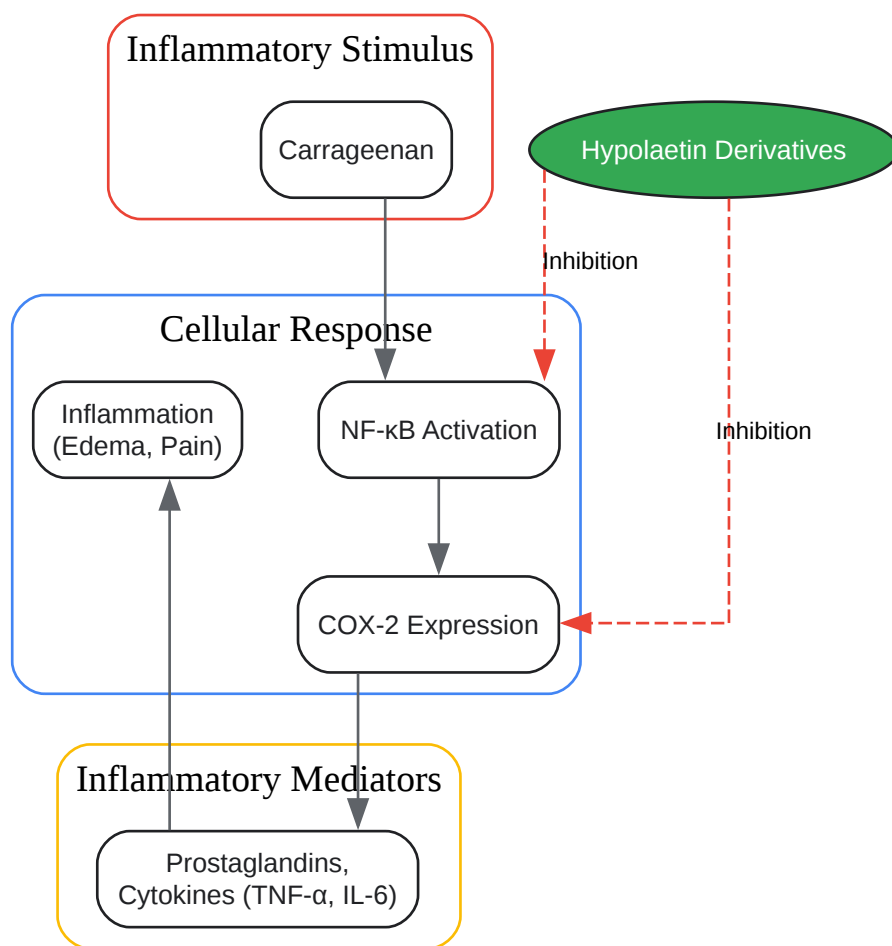 Inflammatory Stimulus
Carrageenan
Hypolaetin Derivatives
Inhibition
Cellular Response
Inflammation
(Edema, Pain)
NF-κB Activation
Inhibition
COX-2 Expression
Inflammatory Mediators
Prostaglandins,
Cytokines (TNF-α, IL-6)